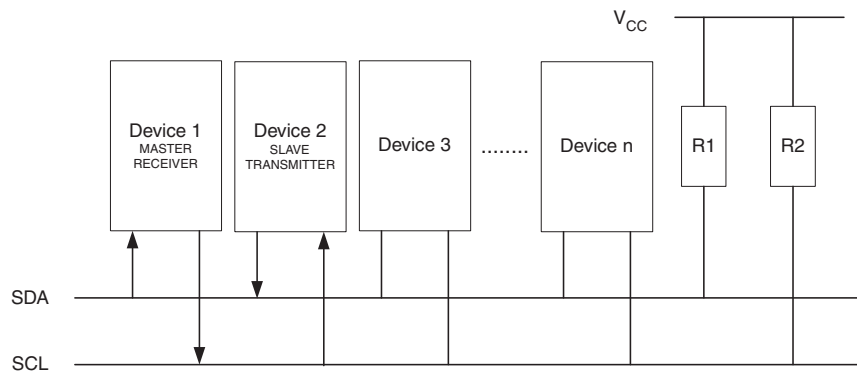 VCC
Device 1
MASTER
RECEIVER
Device 2
SLAVE
TRANSMITTER
Device 3
........
Device n
R1
R2
SDA
SCL